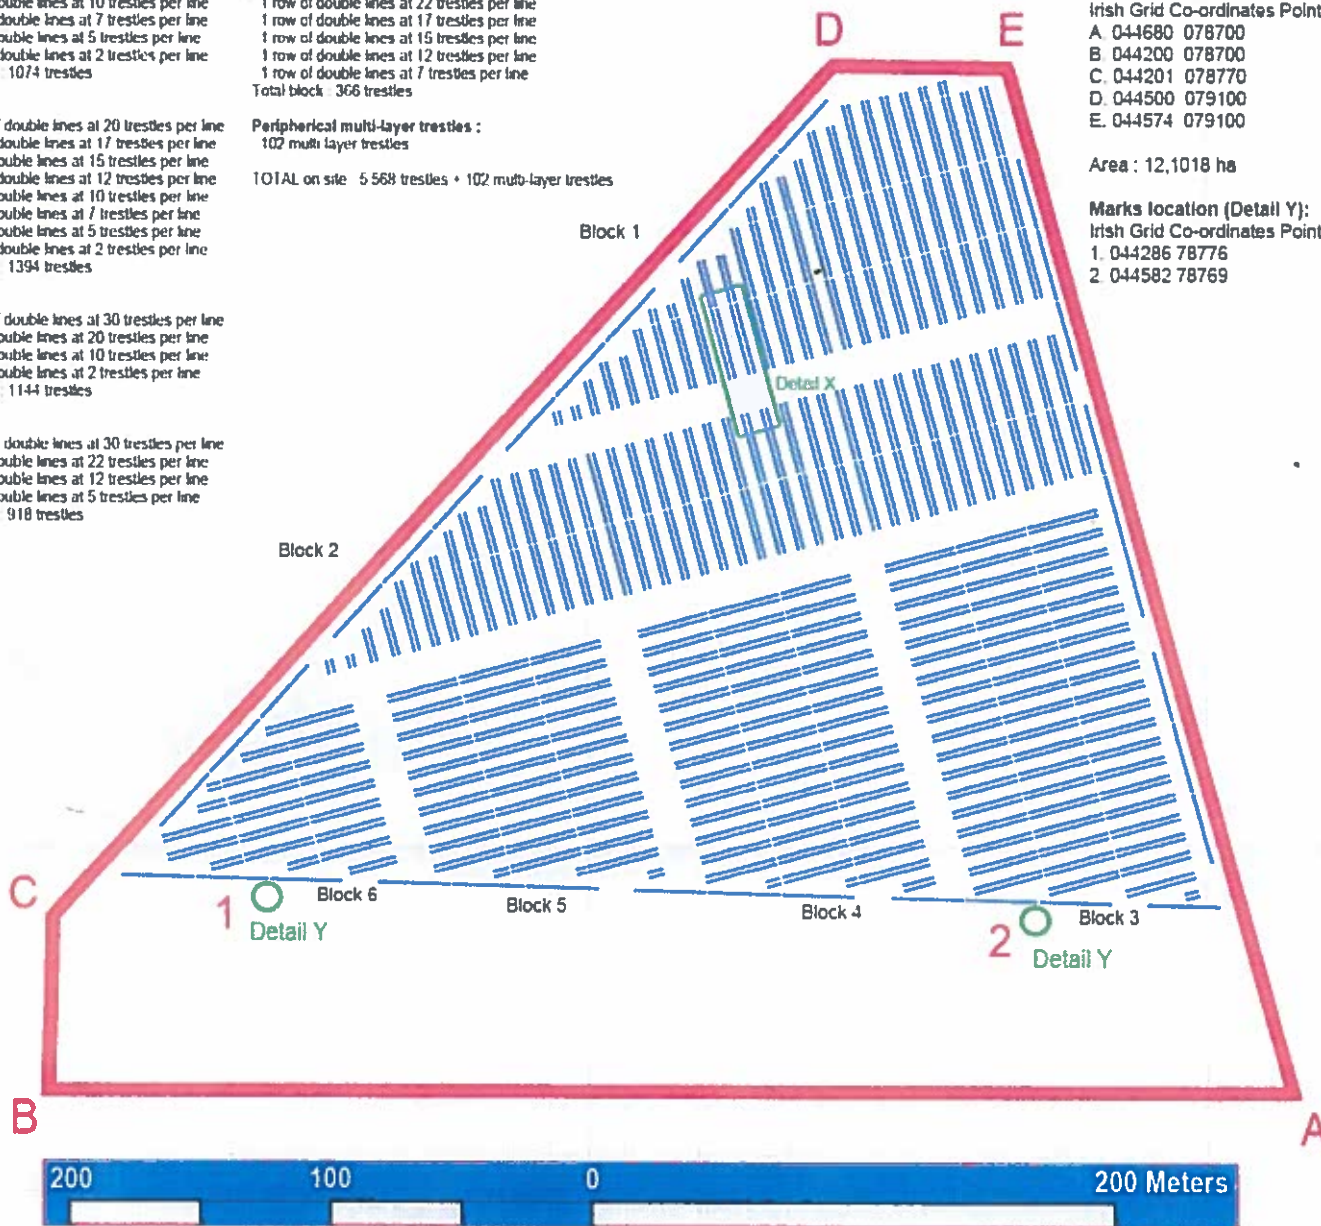 double lines at 10 trestles per line
double lines at 7 trestles per line
double lines at 5 trestles per line
double lines at 2 trestles per line
: 1074 trestles
double lines at 20 trestles per line
double lines at 17 trestles per line
double lines at 15 trestles per line
double lines at 12 trestles per line
double lines at 10 trestles per line
double lines at 7 trestles per line
double lines at 5 trestles per line
double lines at 2 trestles per line
1394 trestles
double lines at 30 trestles per line
double lines at 20 trestles per line
double lines at 10 trestles per line
double lines at 2 trestles per line
1144 trestles
double lines at 30 trestles per line
double lines at 22 trestles per line
double lines at 12 trestles per line
double lines at 5 trestles per line
918 trestles
1 row of double lines at 22 trestles per line
1 row of double lines at 17 trestles per line
1 row of double lines at 15 trestles per line
1 row of double lines at 12 trestles per line
1 row of double lines at 7 trestles per line
Total block : 366 trestles
Peripherical multi-layer trestles :
102 multi layer trestles
TOTAL on site 5 568 trestles + 102 multi-layer trestles
Irish Grid Co-ordinates Point
A. 044680 078700
B. 044200 078700
C. 044201 078770
D. 044500 079100
E. 044574 079100
Area : 12,1018 ha
Marks location (Detail Y):
Irish Grid Co-ordinates Point
1. 044286 78776
2. 044582 78769
D
E
Block 1
Detail X
Block 2
C
1
Detail Y
Block 6
Block 5
Block 4
2
Detail Y
Block 3
B
A
200
100
0
200 Meters